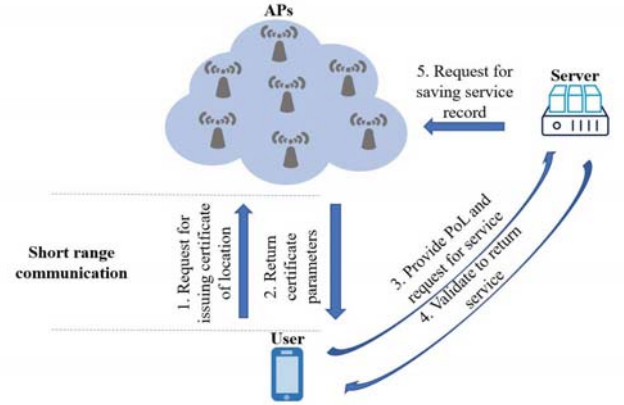 APs
5. Request for
saving service
record
Server
Short range
communication
1. Request for
issuing certificate
of location
2. Return
certificate
parameters
3. Provide PoL and
request for service
4. Validate to return
service
User